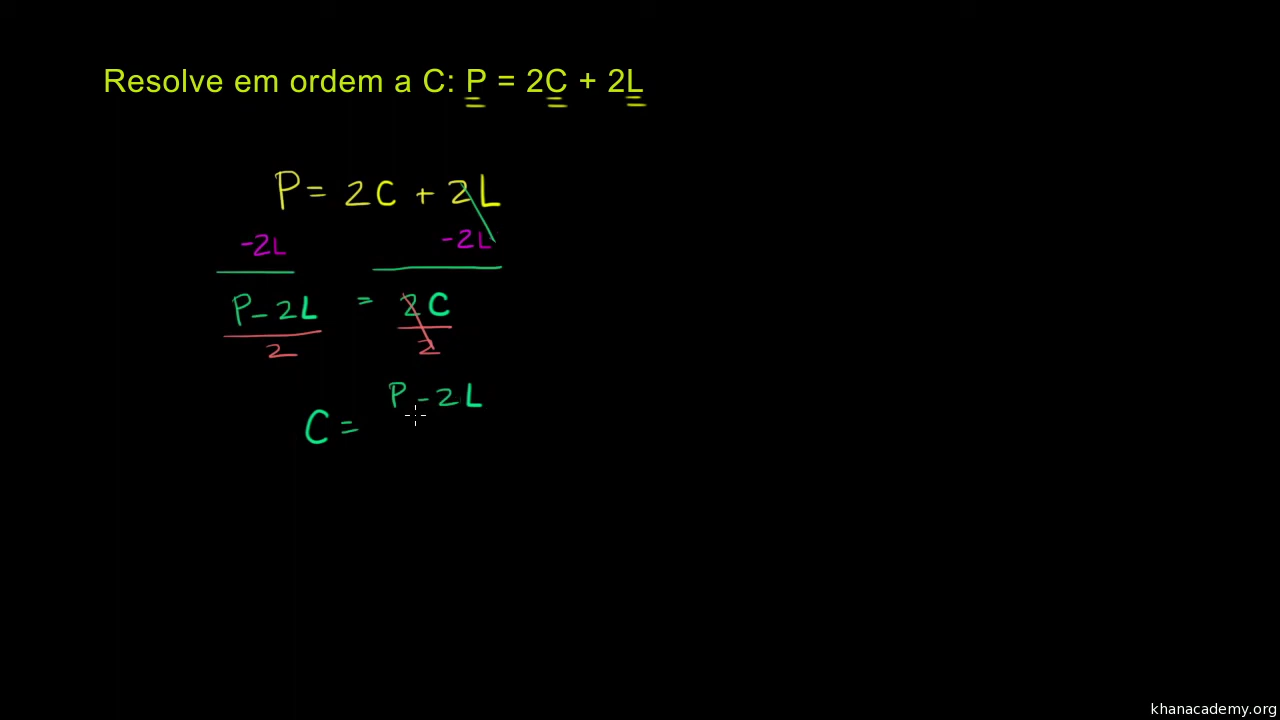 Resolve em ordem a C: P = 2C + 2L
P = 2C + 2L
-2L -2L
P - 2L = 2C
2 2
P - 2L
C =
khanacademy.org